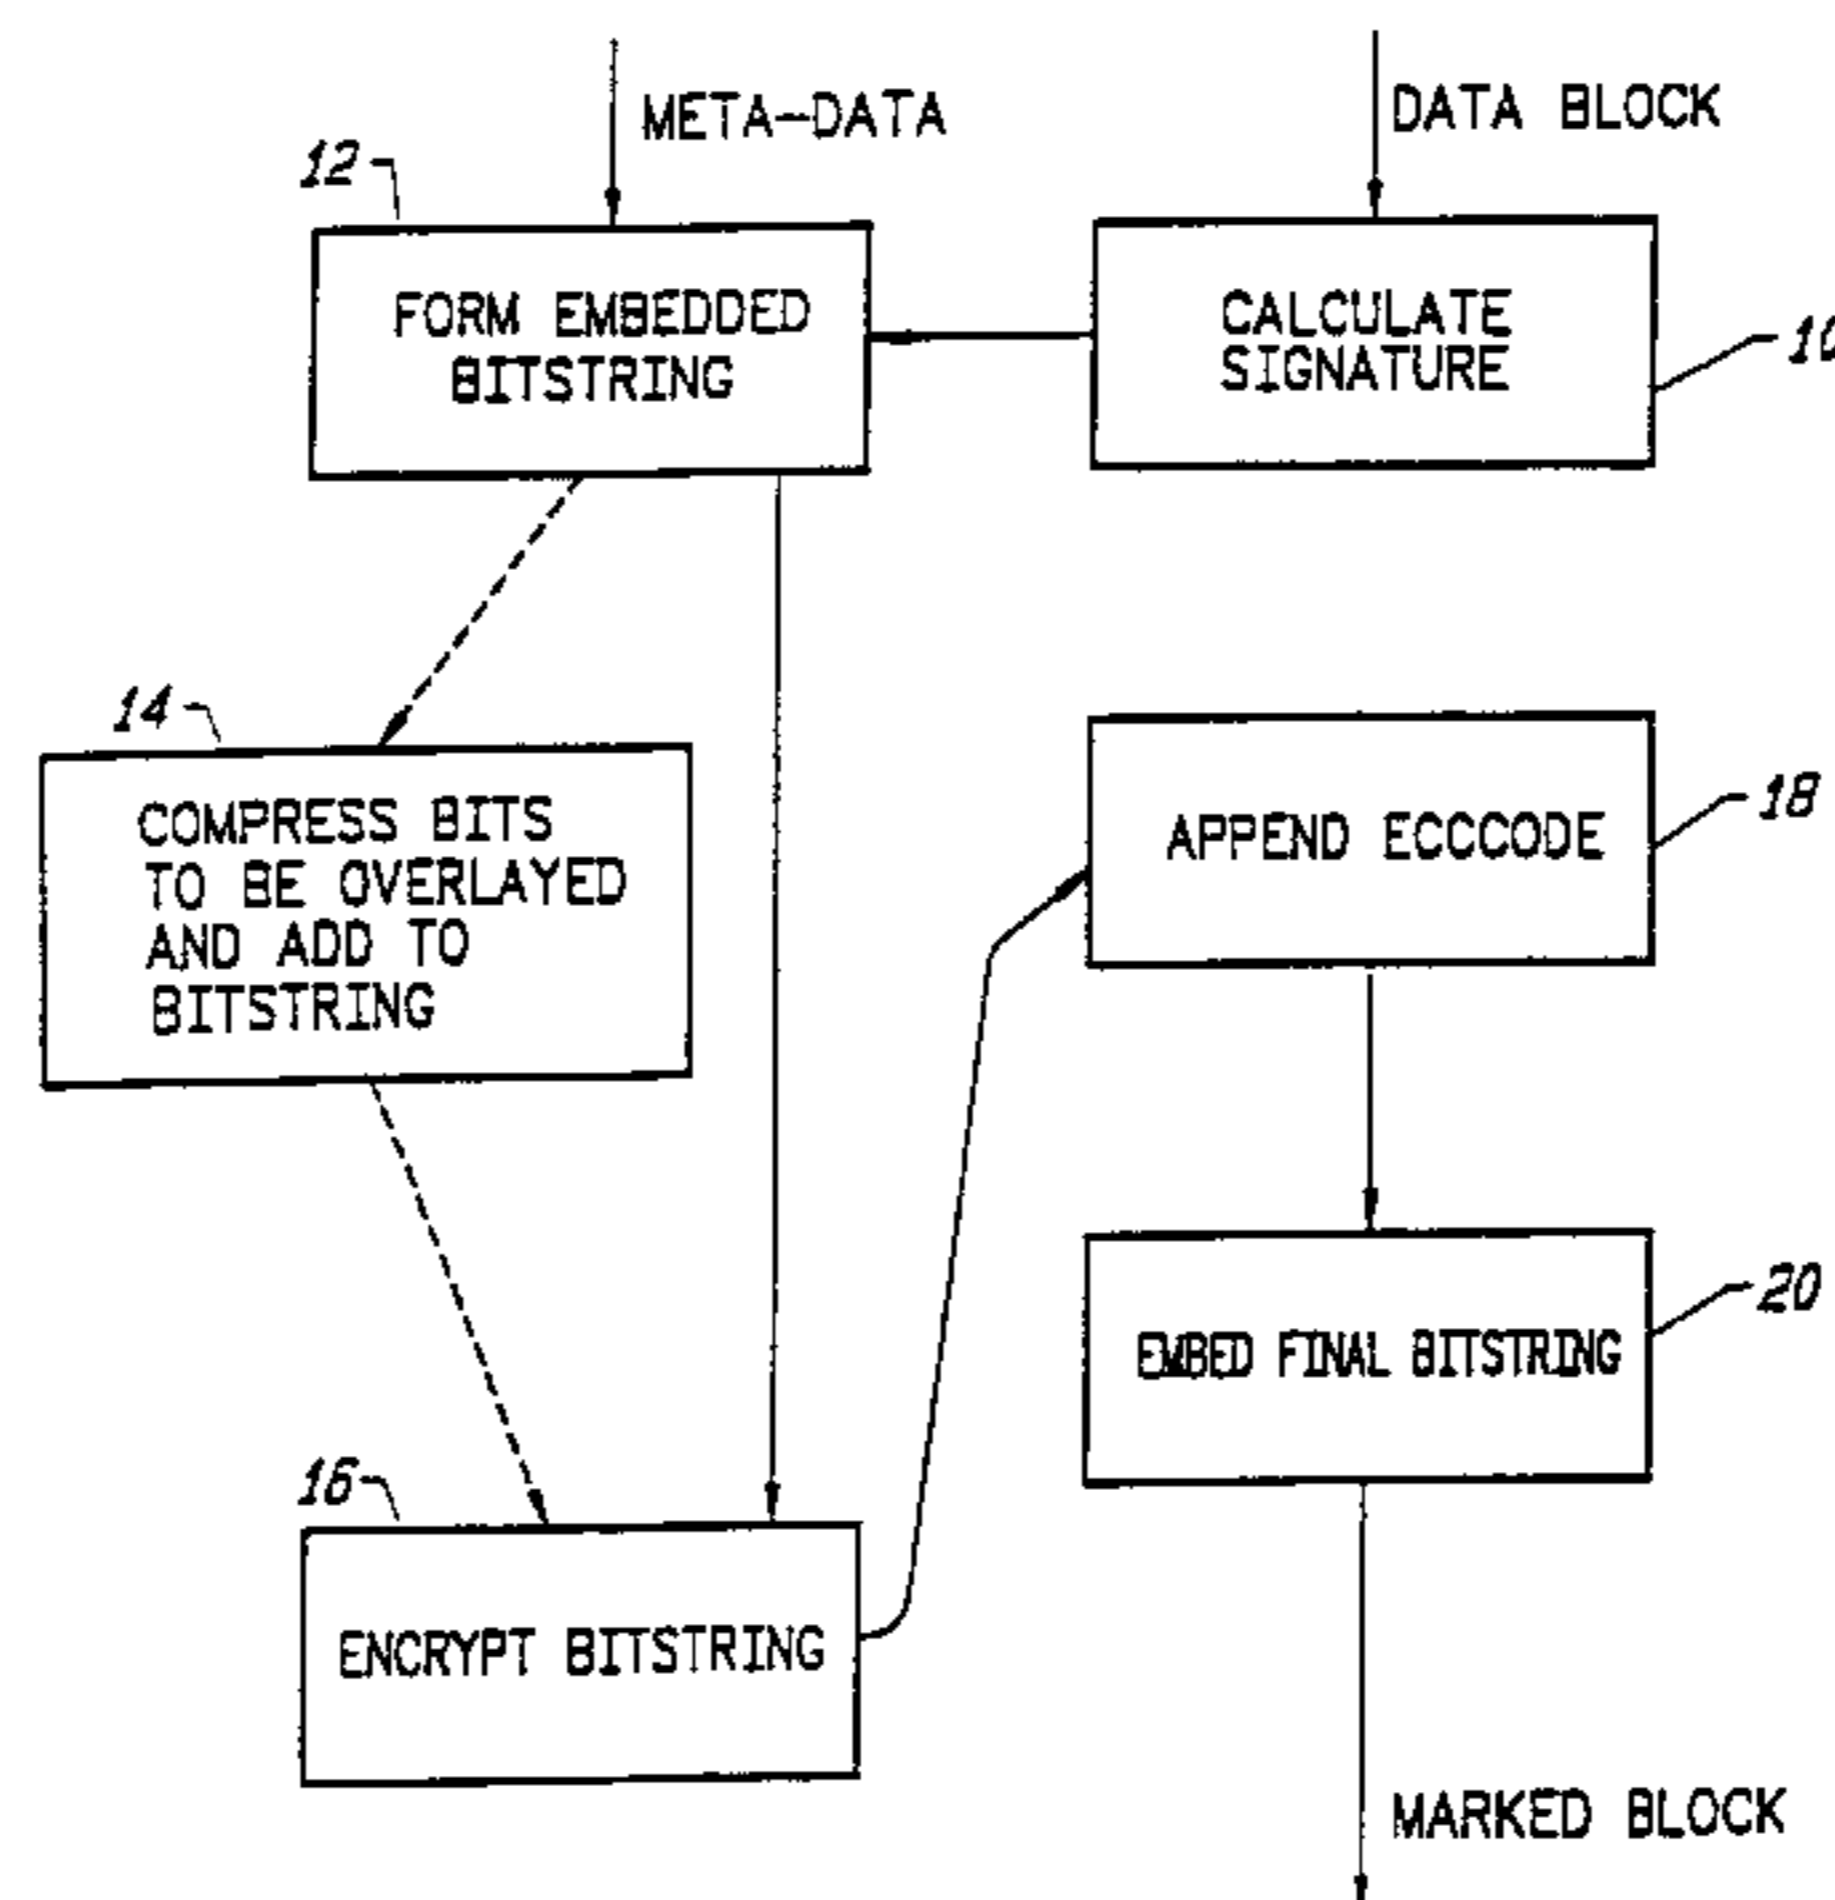 META-DATA
DATA BLOCK
12
FORM EMBEDDED
BITSTRING
CALCULATE
SIGNATURE
10
14
COMPRESS BITS
TO BE OVERLAYED
AND ADD TO
BITSTRING
APPEND ECCCODE
18
EMBED FINAL BITSTRING
20
16
ENCRYPT BITSTRING
MARKED BLOCK